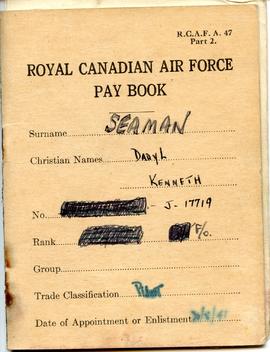 R.C.A.F. A. 47
Part 2.
ROYAL CANADIAN AIR FORCE
PAY BOOK
Surname SEAMAN
Christian Names DARYL
KENNETH
No. - J-17719
Rank F/O.
Group
Trade Classification Pilot
Date of Appointment or Enlistment